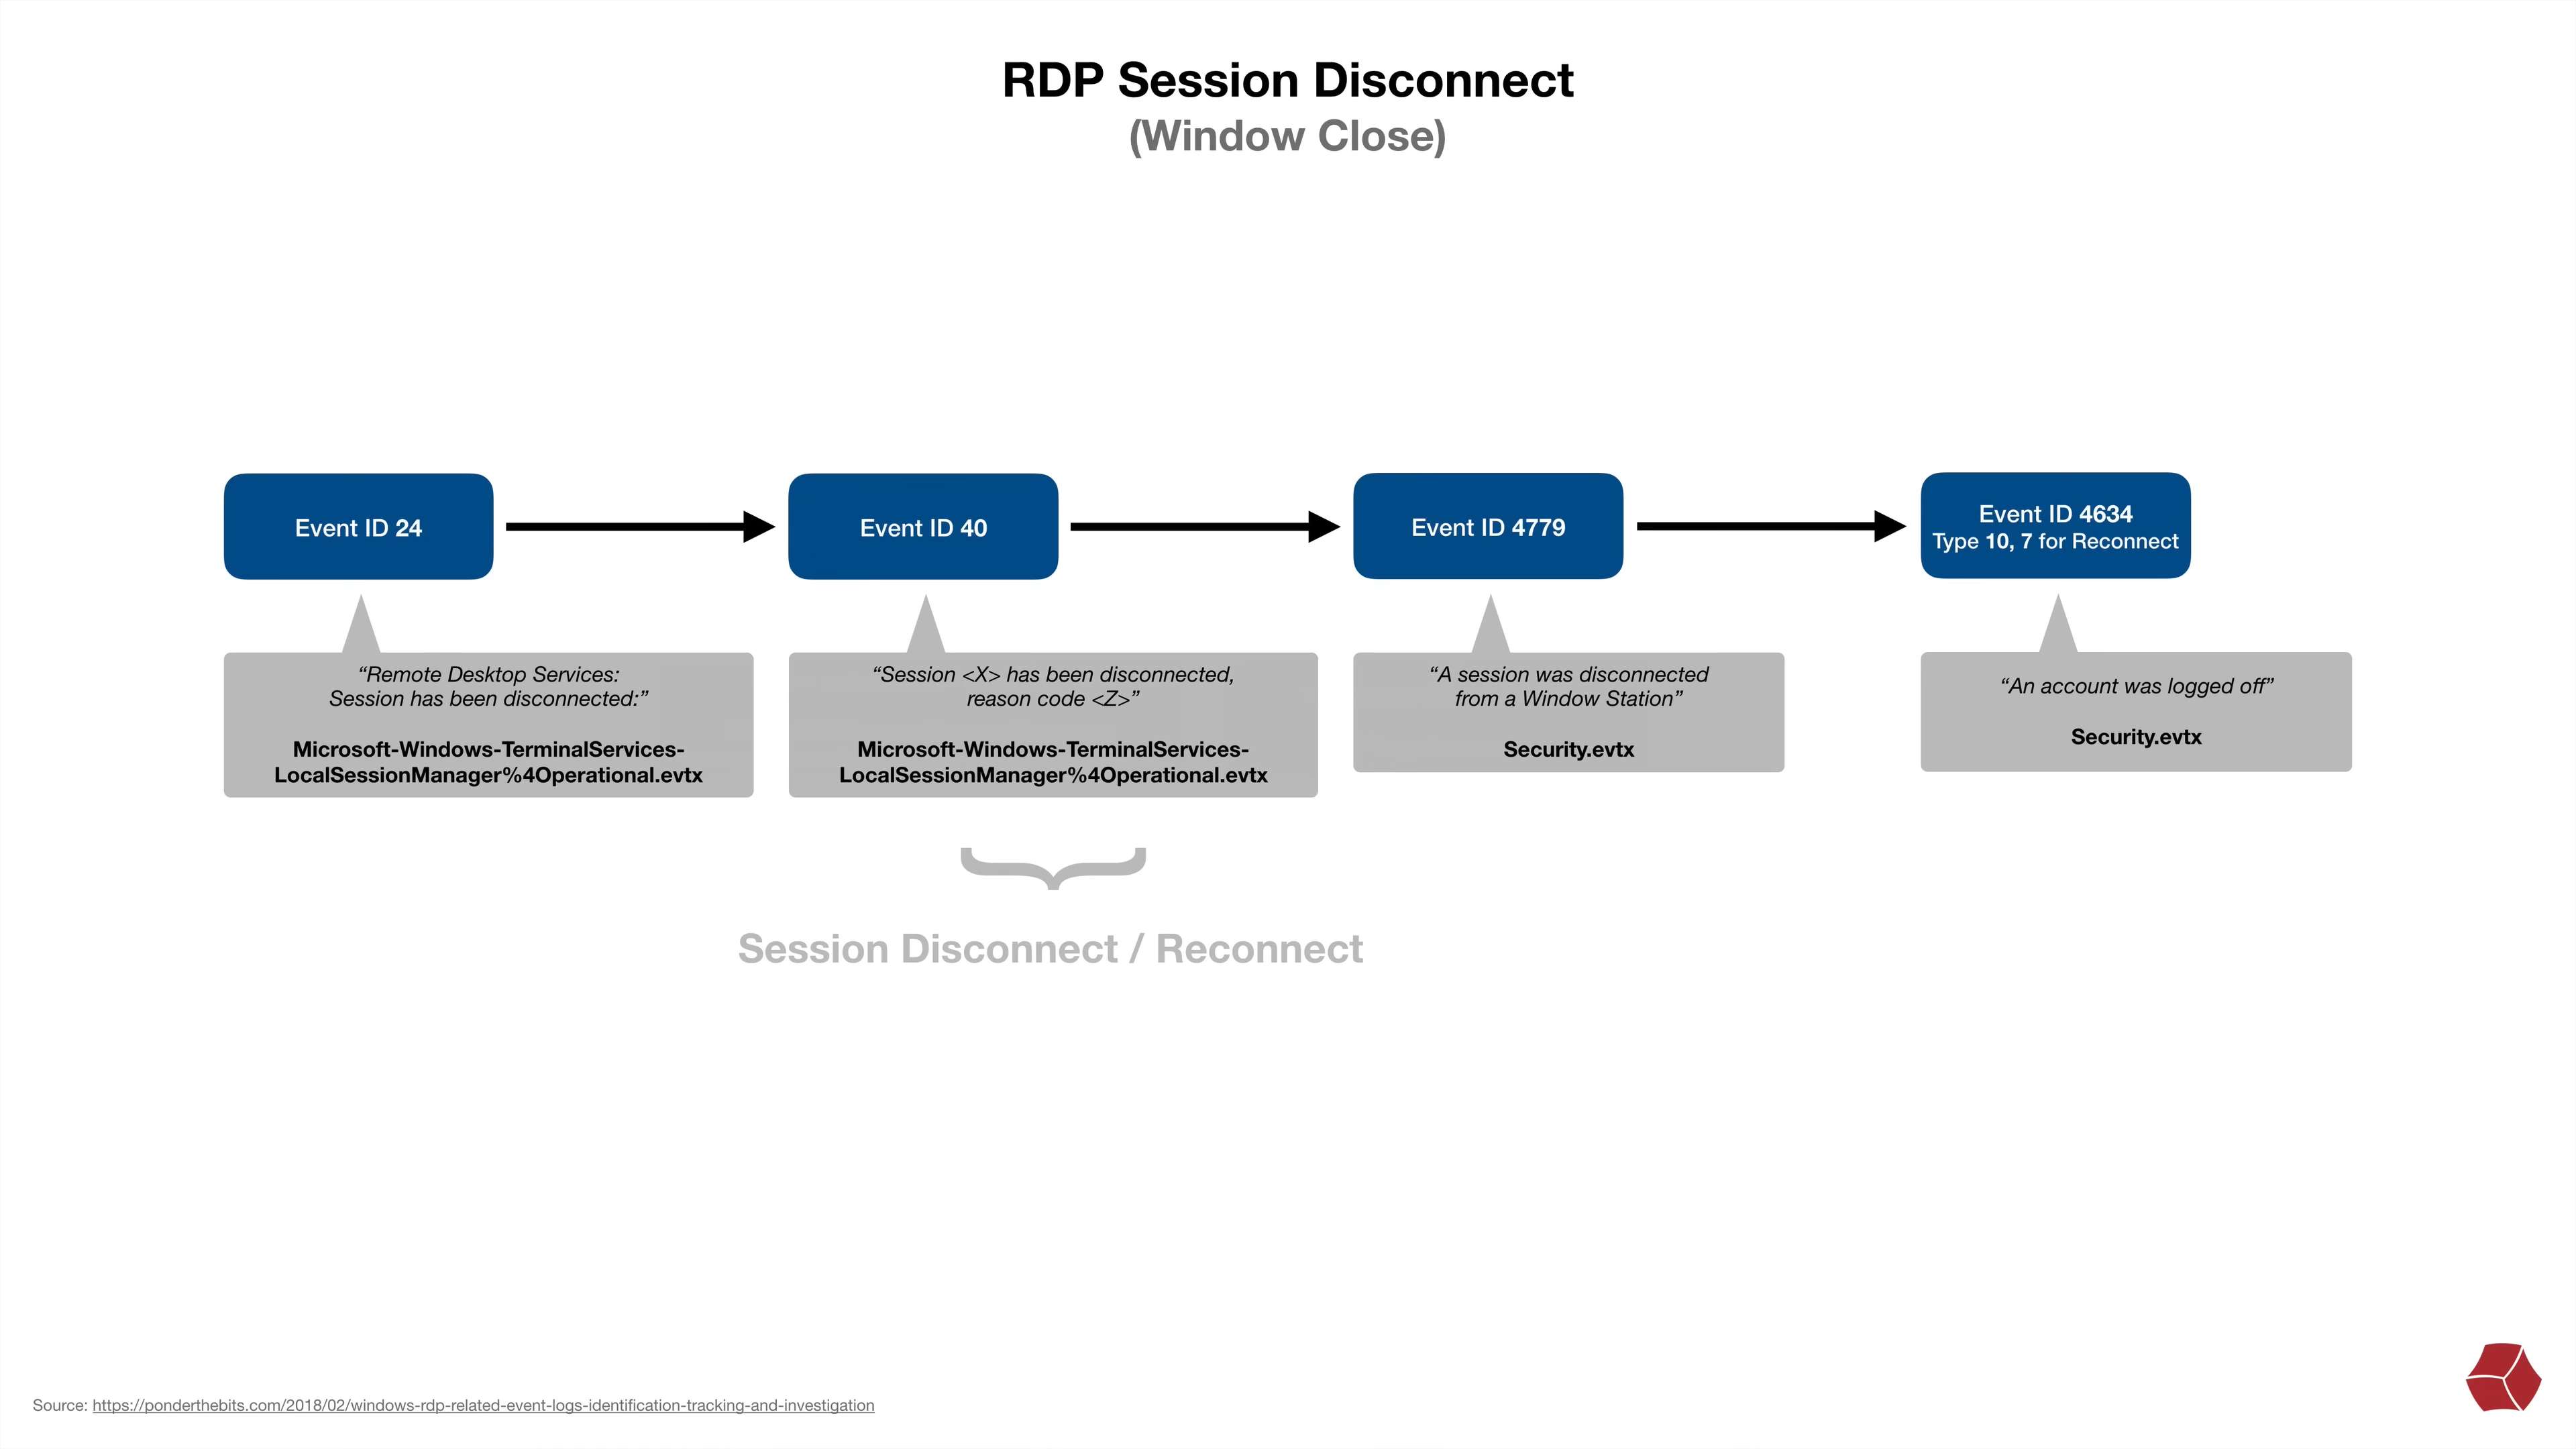 RDP Session Disconnect
(Window Close)
Event ID 24
Event ID 40
Event ID 4779
Event ID 4634
Type 10, 7 for Reconnect
“Remote Desktop Services:
Session has been disconnected:”
Microsoft-Windows-TerminalServices-
LocalSessionManager%4Operational.evtx
“Session <X> has been disconnected,
reason code <Z>”
Microsoft-Windows-TerminalServices-
LocalSessionManager%4Operational.evtx
“A session was disconnected
from a Window Station”
Security.evtx
“An account was logged off”
Security.evtx
Session Disconnect / Reconnect
Source: https://ponderthebits.com/2018/02/windows-rdp-related-event-logs-identification-tracking-and-investigation